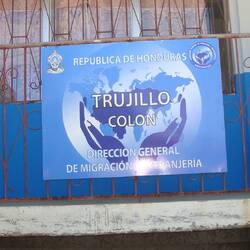 REPUBLICA DE HONDURAS
TRUJILLO
COLON
DIRECCION GENERAL
DE MIGRACION Y EXTRANJERIA